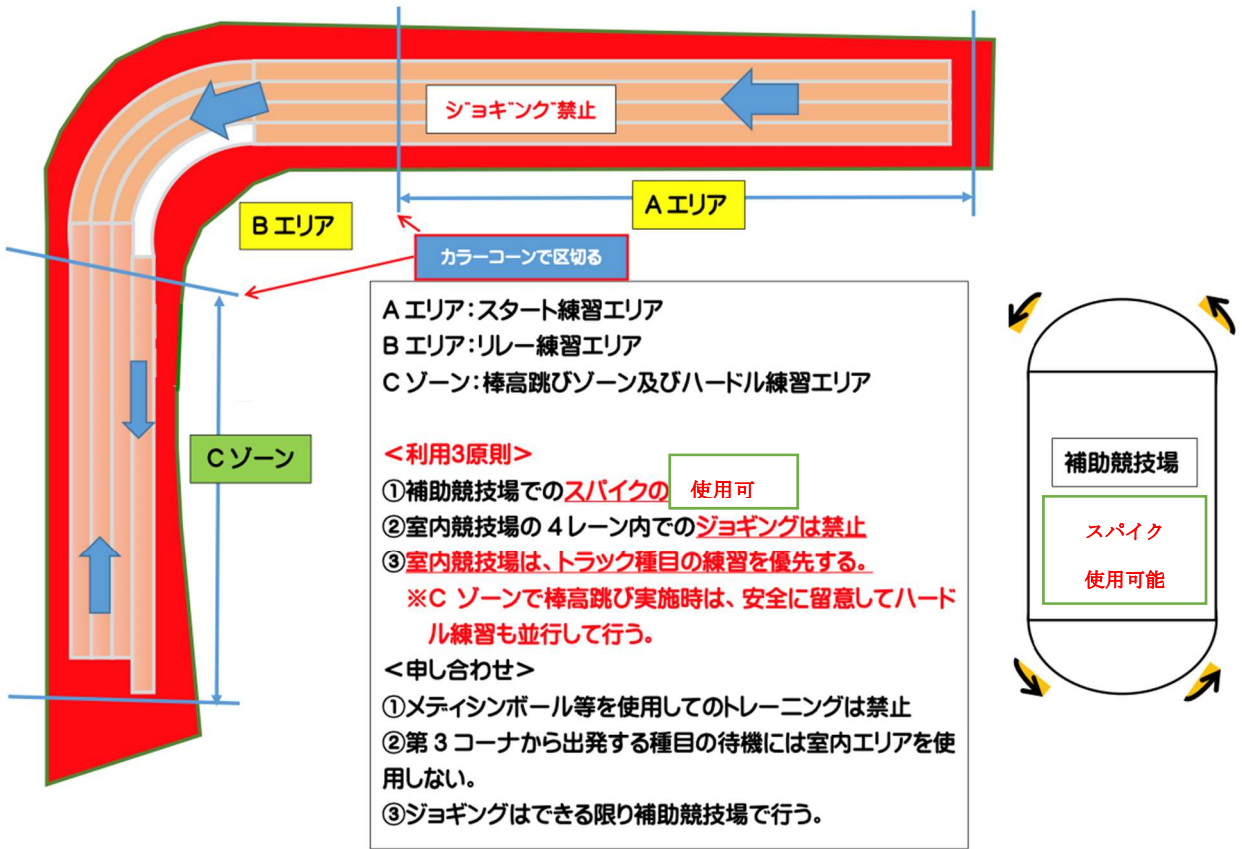 ジョギング禁止
Aエリア
Bエリア
カラーコーンで区切る
Cゾーン
Aエリア：スタート練習エリア
Bエリア：リレー練習エリア
Cゾーン：棒高跳びゾーン及びハードル練習エリア
＜利用3原則＞
①補助競技場でのスパイクの 使用可
②室内競技場の4レーン内でのジョギングは禁止
③室内競技場は、トラック種目の練習を優先する。
※C ゾーンで棒高跳び実施時は、安全に留意してハード
ル練習も並行して行う。
＜申し合わせ＞
①メディシンボール等を使用してのトレーニングは禁止
②第3コーナから出発する種目の待機には室内エリアを使
用しない。
③ジョギングはできる限り補助競技場で行う。
補助競技場
スパイク
使用可能